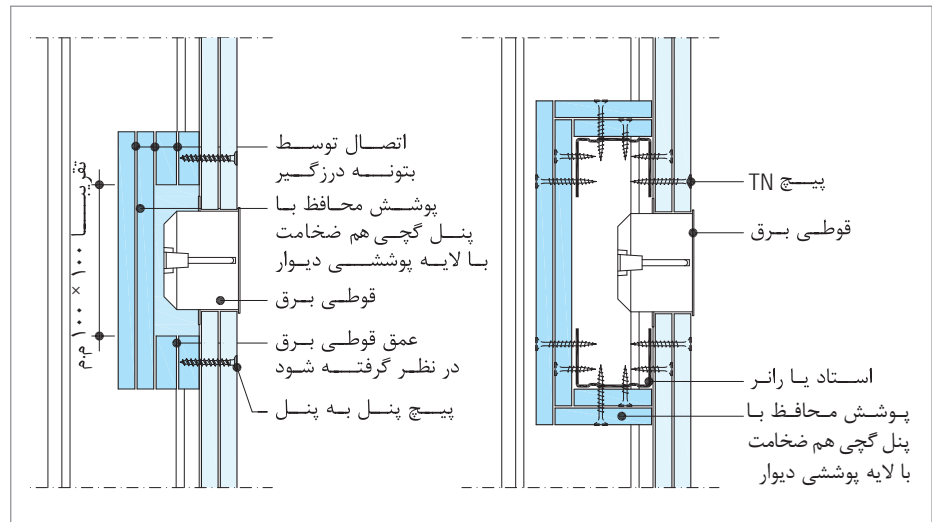 اتصال توسط
بتونه درزگیر
پوشش محافظ با
پنل گچی هم ضخامت
با لایه پوششی دیوار
قوطی برق
عمق قوطی برق
در نظر گرفته شود
پیچ پنل به پنل
تقریباً ۱۰۰ × ۱۰۰ م.م
پیچ TN
قوطی برق
استاد یا رانر
پوشش محافظ با
پنل گچی هم ضخامت
با لایه پوششی دیوار